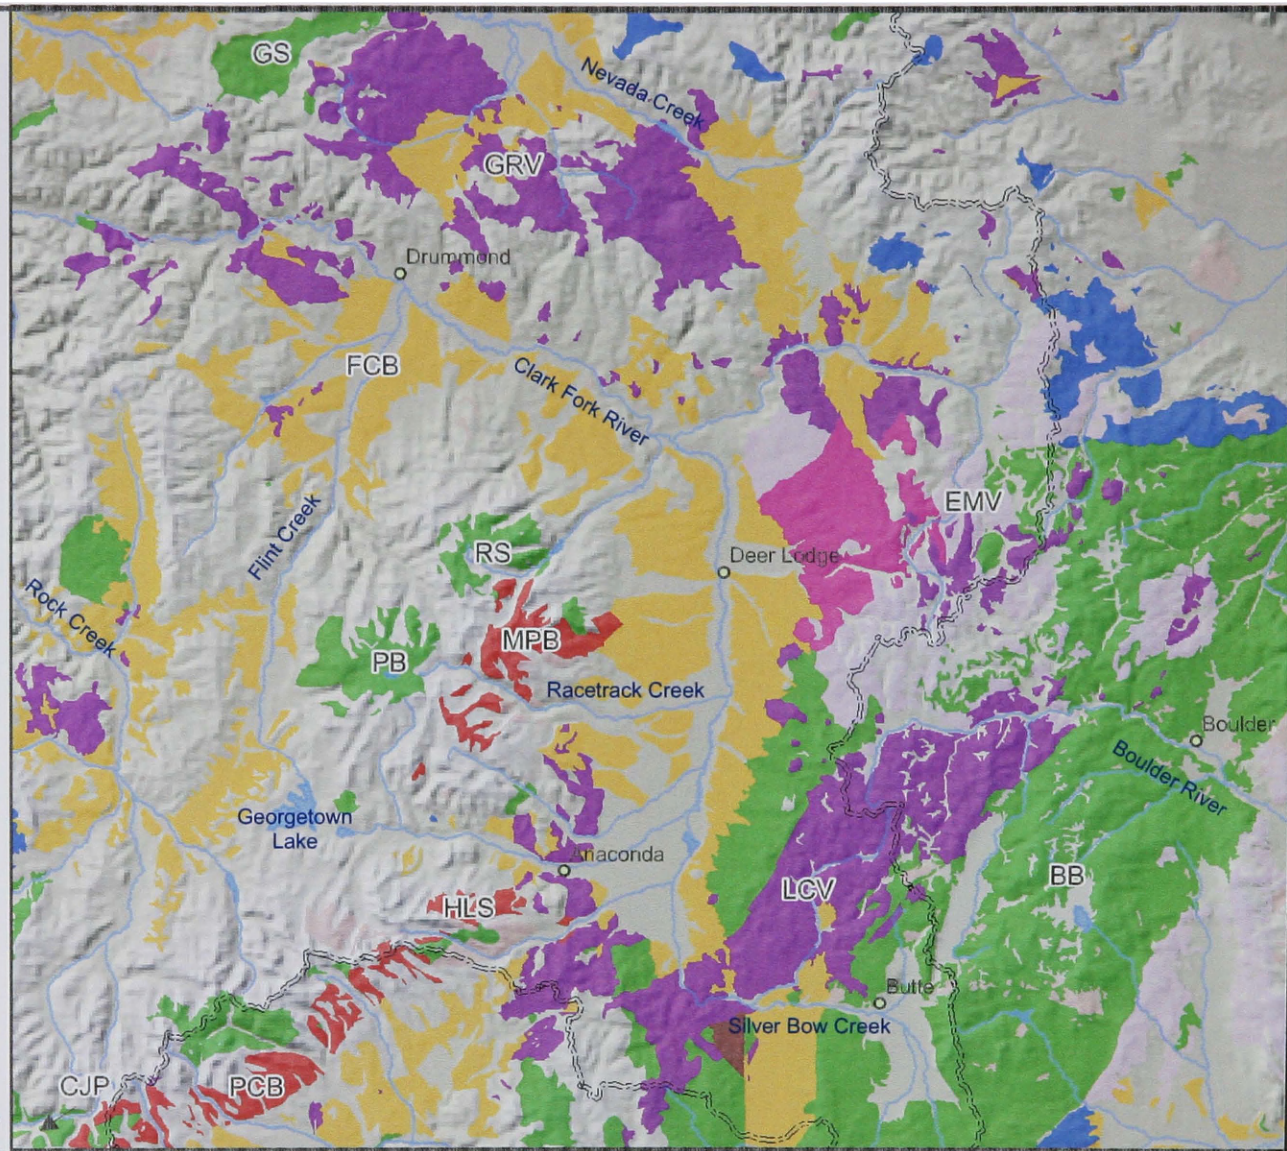 GS
Nevada Creek
GRV
Drummond
FCB
Clark Fork
River
EMV
Flint Creek
RS
Deer Lodge
Rock Creek
MPB
PB
Racetrack Creek
Boulder
Boulder River
Georgetown
Lake
Anaconda
BB
LCV
HLS
Butte
Silver Bow Creek
CJP
PCB